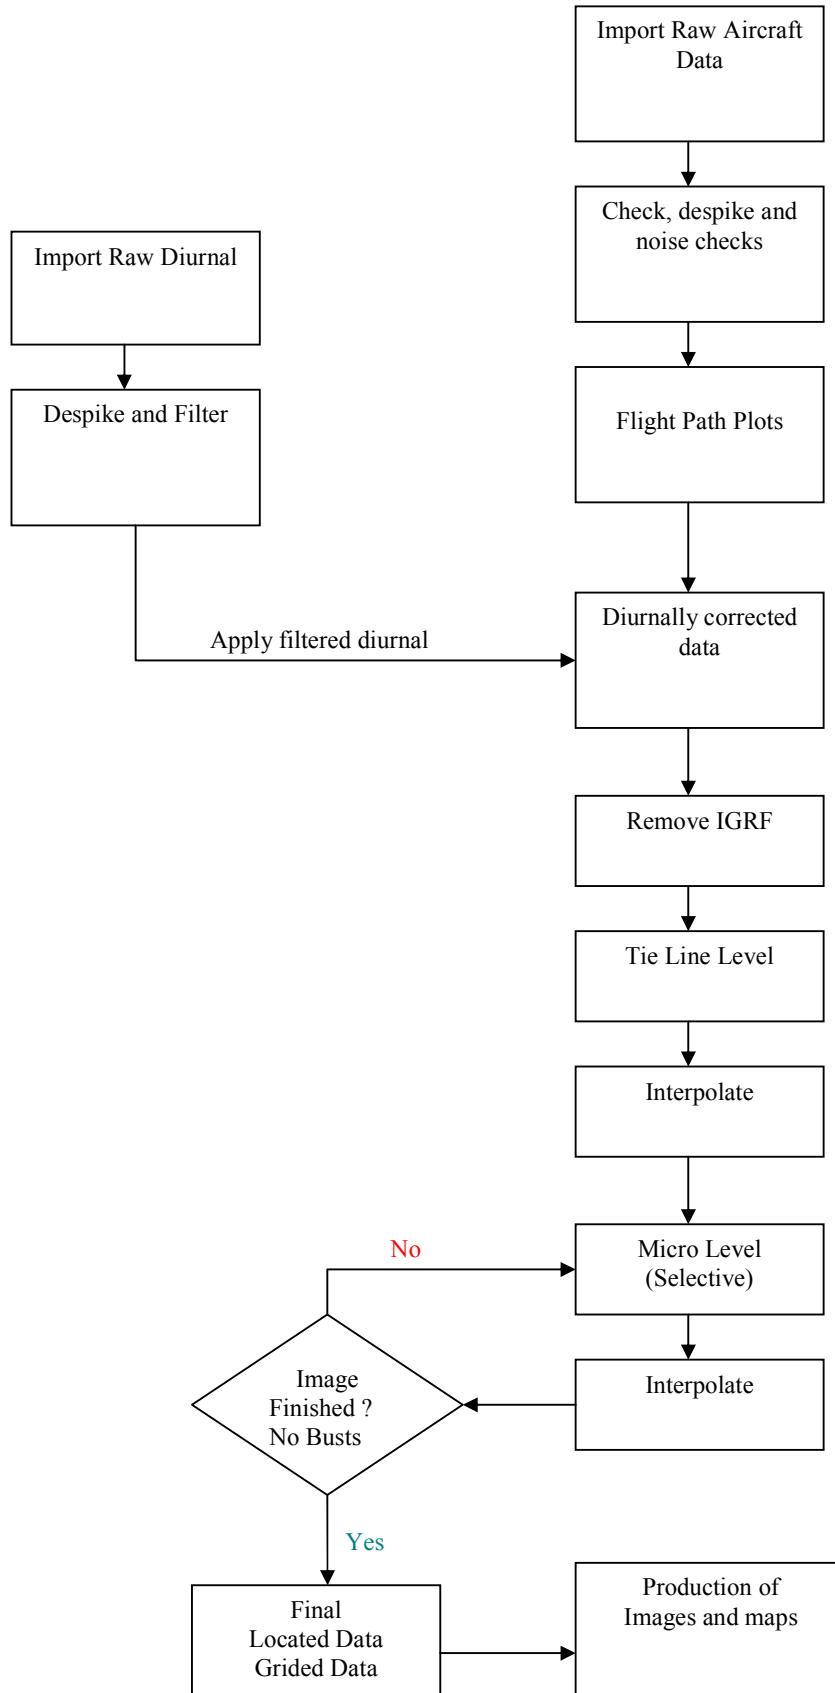 Import Raw Aircraft
Data
Check, despike and
noise checks
Import Raw Diurnal
Despike and Filter
Flight Path Plots
Apply filtered diurnal
Diurnally corrected
data
Remove IGRF
Tie Line Level
Interpolate
No
Micro Level
(Selective)
Image
Finished ?
No Busts
Interpolate
Yes
Final
Located Data
Grided Data
Production of
Images and maps